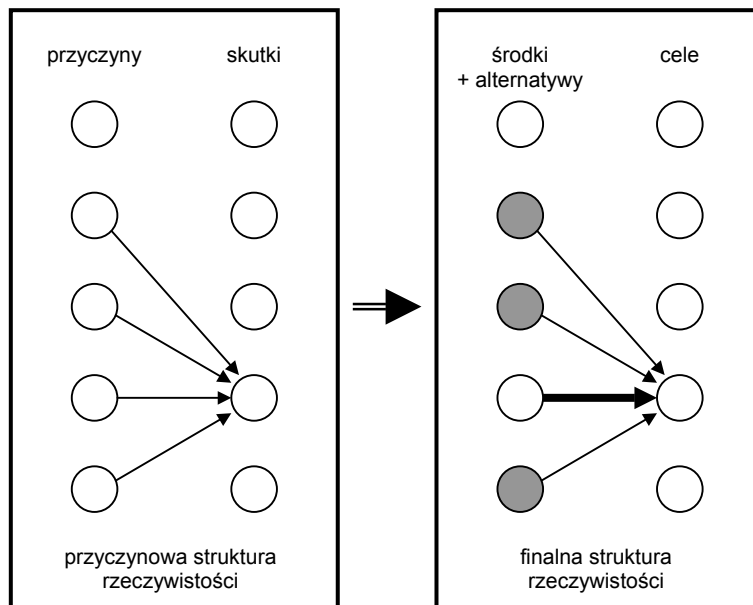 przyczyny
skutki
przyczynowa struktura
rzeczywistości
środki
+ alternatywy
cele
finalna struktura
rzeczywistości